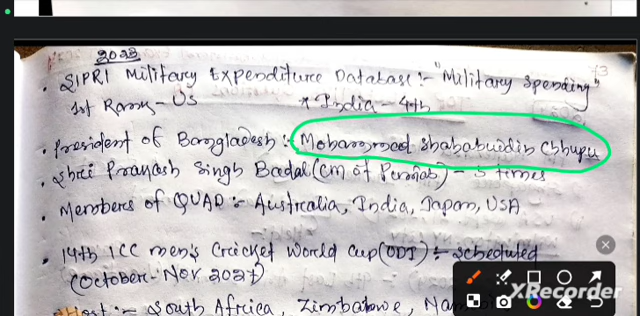 2023
• SIPRI Military Expenditure Database :- "Military Spending"
1st Rank - US * India - 4th
• President of Bangladesh :- Mohammad Shahabuddin Chhupu
• Shri Prakash Singh Badal (CM of Punjab) - 5 times
• Members of QUAD :- Australia, India, Japan, USA
• 14th ICC men's Cricket World Cup (ODI) :- scheduled
(October - Nov 2027)
Host :- South Africa, Zimbabwe,
XRecorder